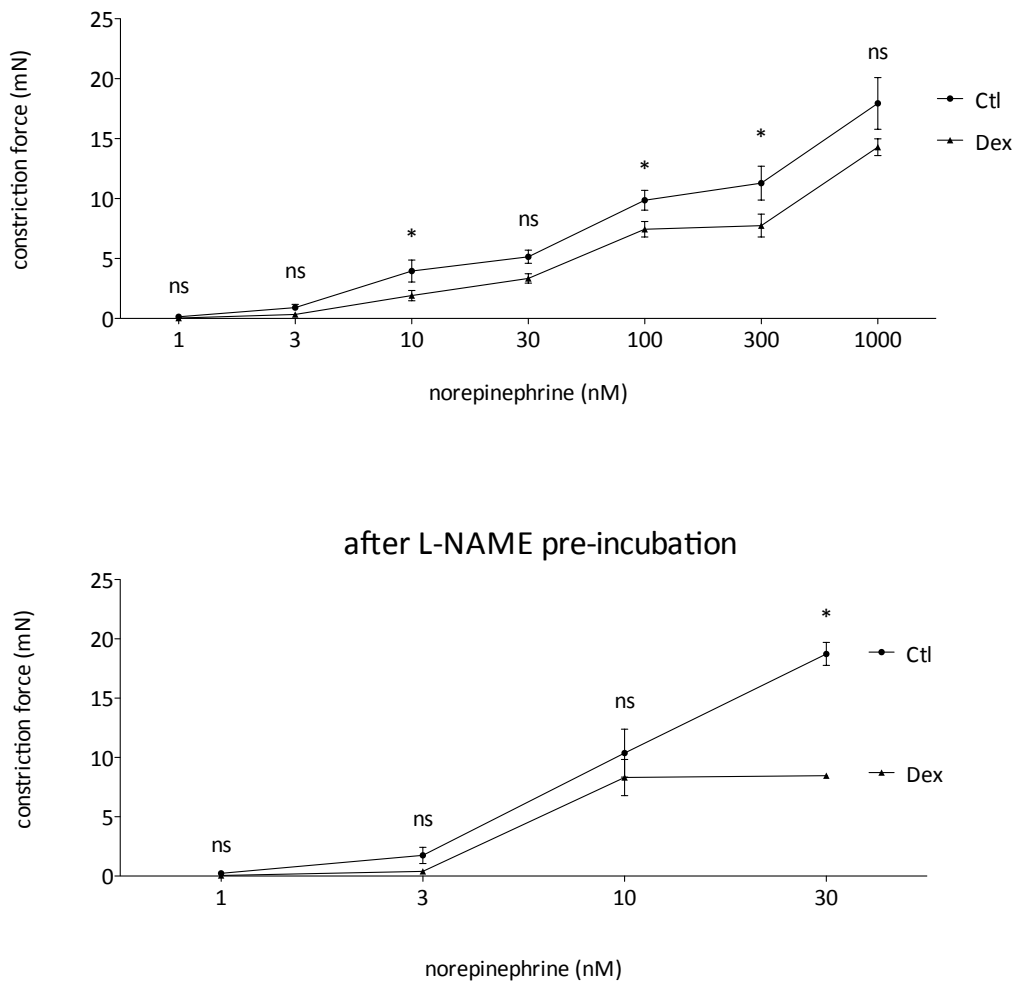 25
20
15
10
5
0
constriction force (mN)
ns
ns
*
ns
*
*
ns
Ctl
Dex
1 3 10 30 100 300 1000
norepinephrine (nM)
after L-NAME pre-incubation
25
20
15
10
5
0
constriction force (mN)
ns
ns
ns
*
Ctl
Dex
1 3 10 30
norepinephrine (nM)